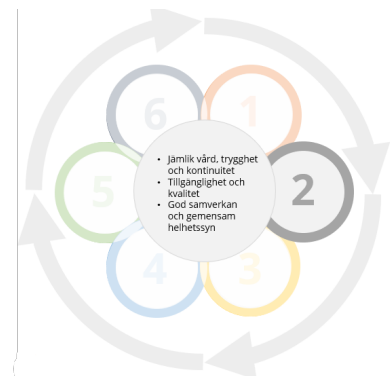 6
1
• Jämlik vård, trygghet
och kontinuitet
• Tillgänglighet och
kvalitet
• God samverkan
och gemensam
helhetssyn
5
2
4
3